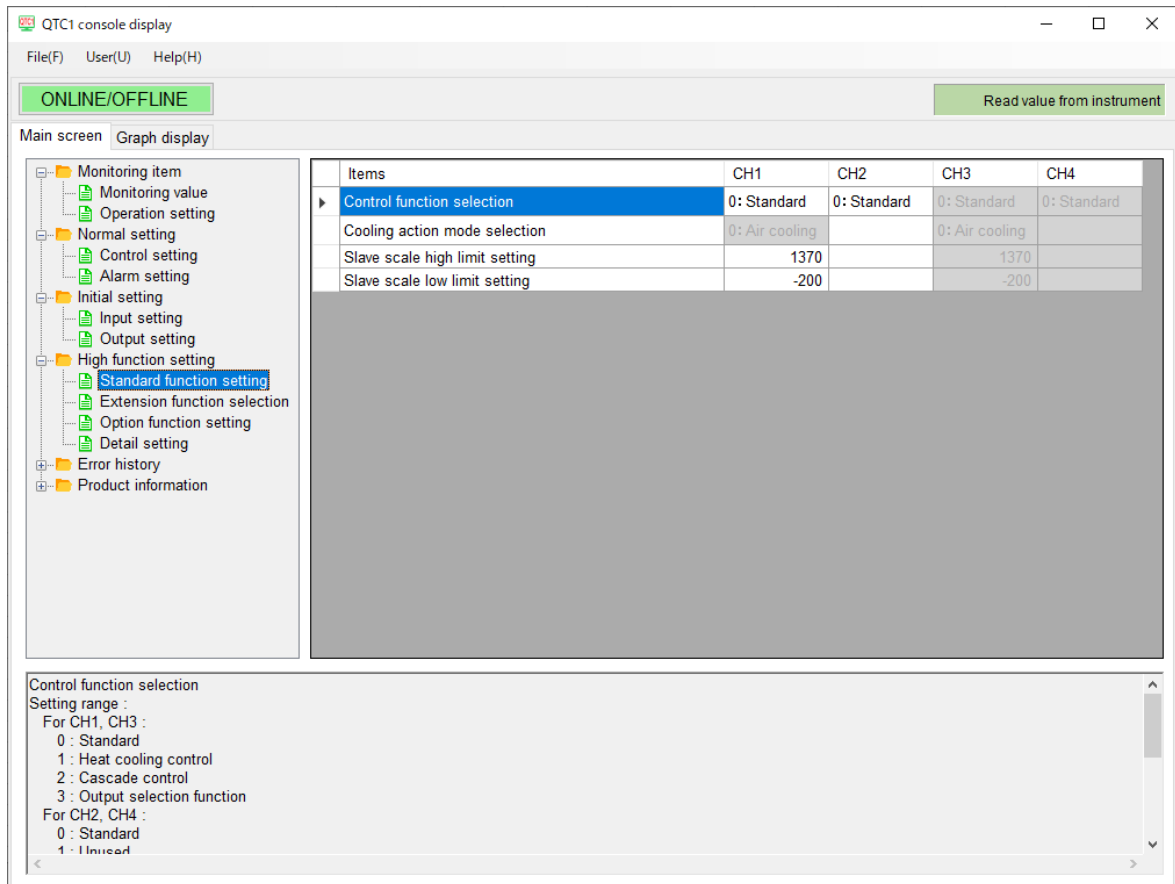 QTC1 console display
File(F) User(U) Help(H)
ONLINE/OFFLINE Read value from instrument
Main screen Graph display
Monitoring item
Monitoring value
Operation setting
Normal setting
Control setting
Alarm setting
Initial setting
Input setting
Output setting
High function setting
Standard function setting
Extension function selection
Option function setting
Detail setting
Error history
Product information
Items CH1 CH2 CH3 CH4
Control function selection 0: Standard 0: Standard 0: Standard 0: Standard
Cooling action mode selection 0: Air cooling 0: Air cooling
Slave scale high limit setting 1370 1370
Slave scale low limit setting -200 -200
Control function selection
Setting range :
For CH1, CH3 :
0 : Standard
1 : Heat cooling control
2 : Cascade control
3 : Output selection function
For CH2, CH4 :
0 : Standard
1 : Unused